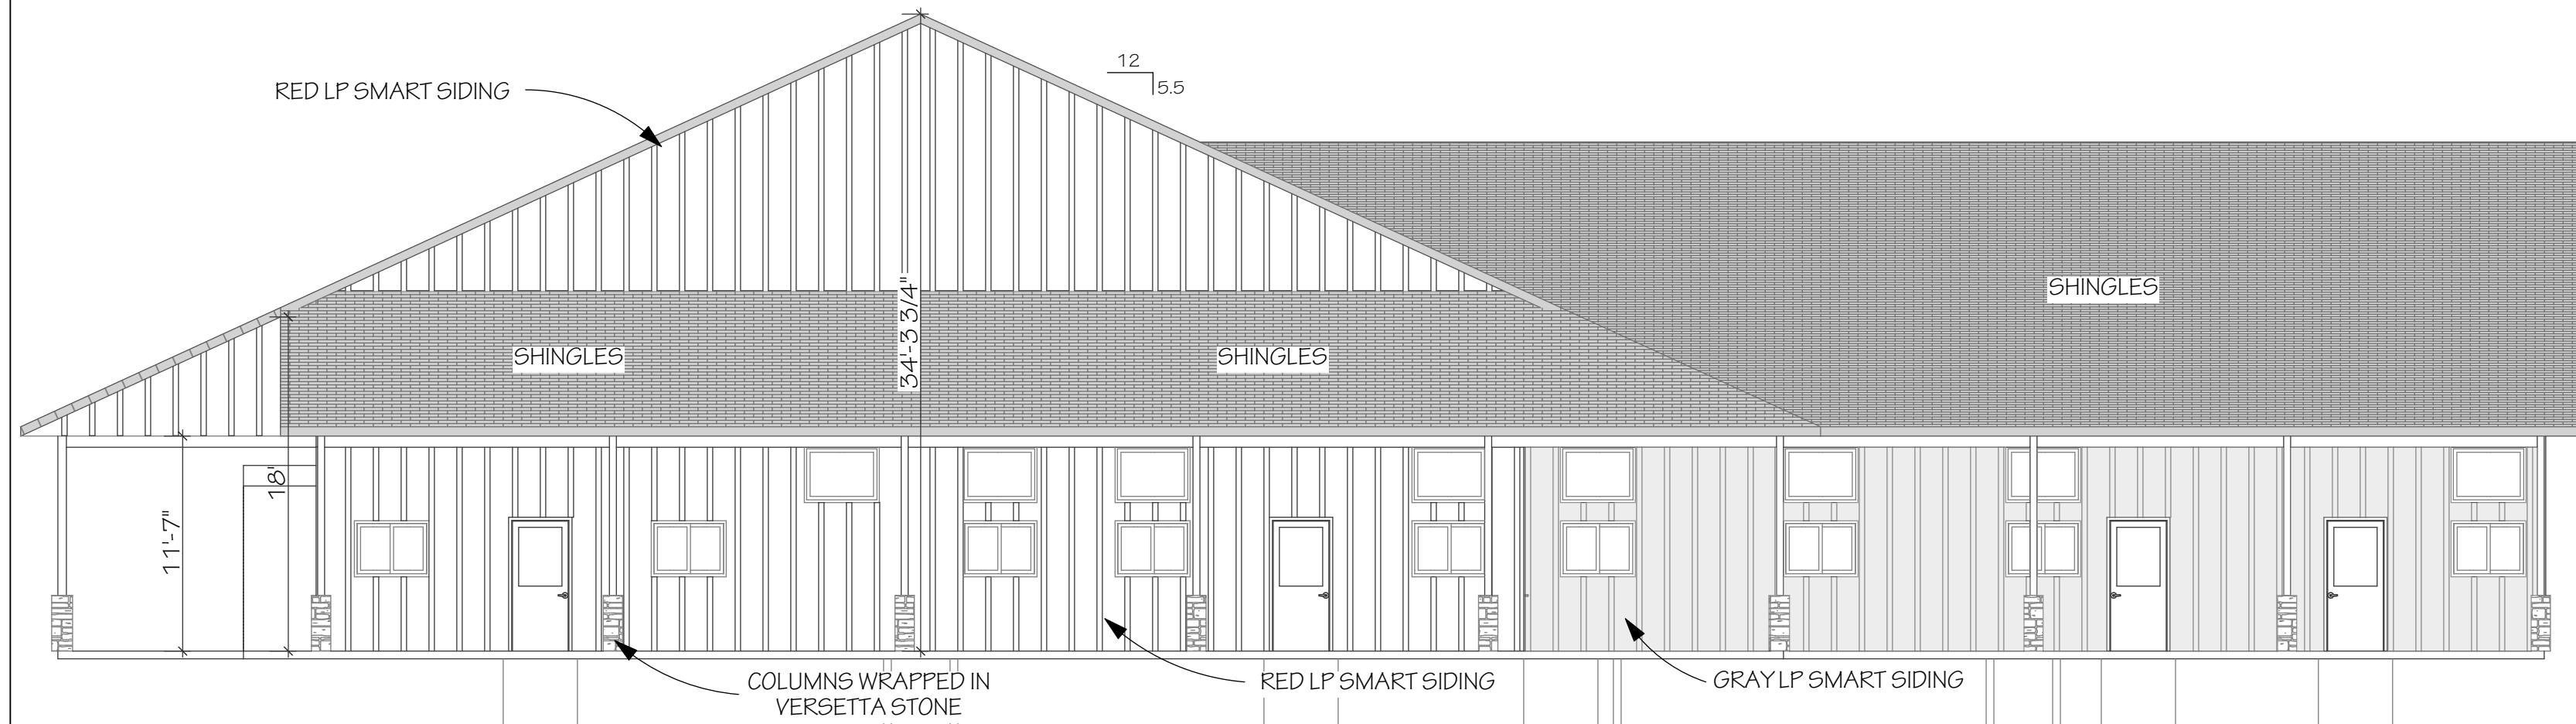 12
5.5
RED LP SMART SIDING
SHINGLES
34'-3 3/4"
SHINGLES
SHINGLES
18'
11'-7"
COLUMNS WRAPPED IN
VERSETTA STONE
RED LP SMART SIDING
GRAY LP SMART SIDING